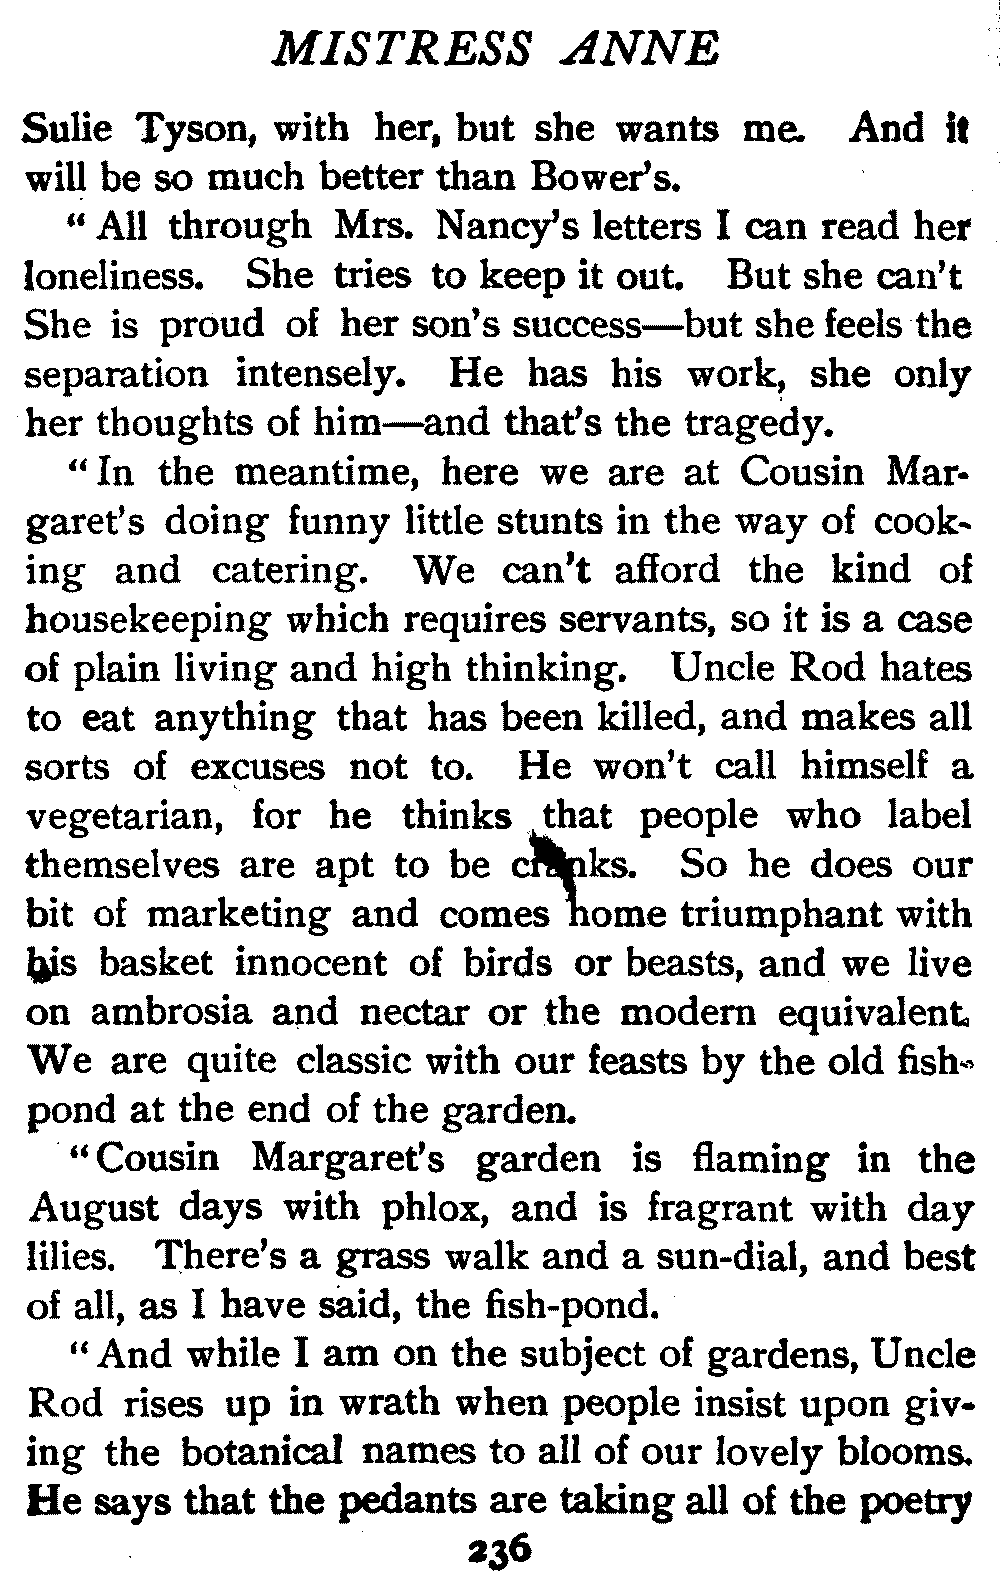 MISTRESS ANNE
Sulie Tyson, with her, but she wants me. And it
will be so much better than Bower's.
“ All through Mrs. Nancy's letters I can read her
loneliness. She tries to keep it out. But she can't
She is proud of her son's success—but she feels the
separation intensely. He has his work, she only
her thoughts of him—and that's the tragedy.
“ In the meantime, here we are at Cousin Mar-
garet's doing funny little stunts in the way of cook-
ing and catering. We can't afford the kind of
housekeeping which requires servants, so it is a case
of plain living and high thinking. Uncle Rod hates
to eat anything that has been killed, and makes all
sorts of excuses not to. He won't call himself a
vegetarian, for he thinks that people who label
themselves are apt to be cranks. So he does our
bit of marketing and comes home triumphant with
his basket innocent of birds or beasts, and we live
on ambrosia and nectar or the modern equivalent.
We are quite classic with our feasts by the old fish-
pond at the end of the garden.
“ Cousin Margaret's garden is flaming in the
August days with phlox, and is fragrant with day
lilies. There's a grass walk and a sun-dial, and best
of all, as I have said, the fish-pond.
“ And while I am on the subject of gardens, Uncle
Rod rises up in wrath when people insist upon giv-
ing the botanical names to all of our lovely blooms.
He says that the pedants are taking all of the poetry
236